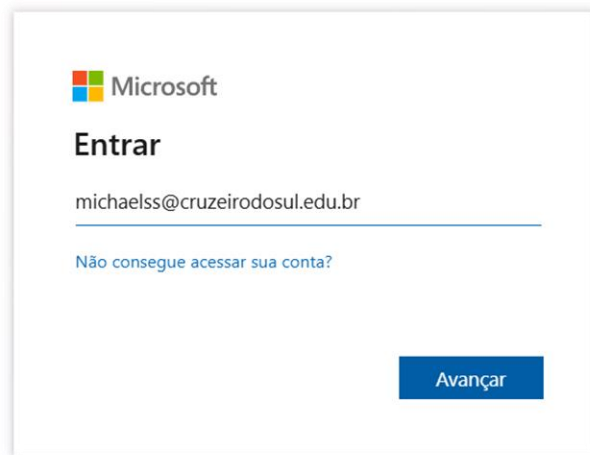 Microsoft
Entrar
michaelss@cruzeirodosul.edu.br
Não consegue acessar sua conta?
Avançar